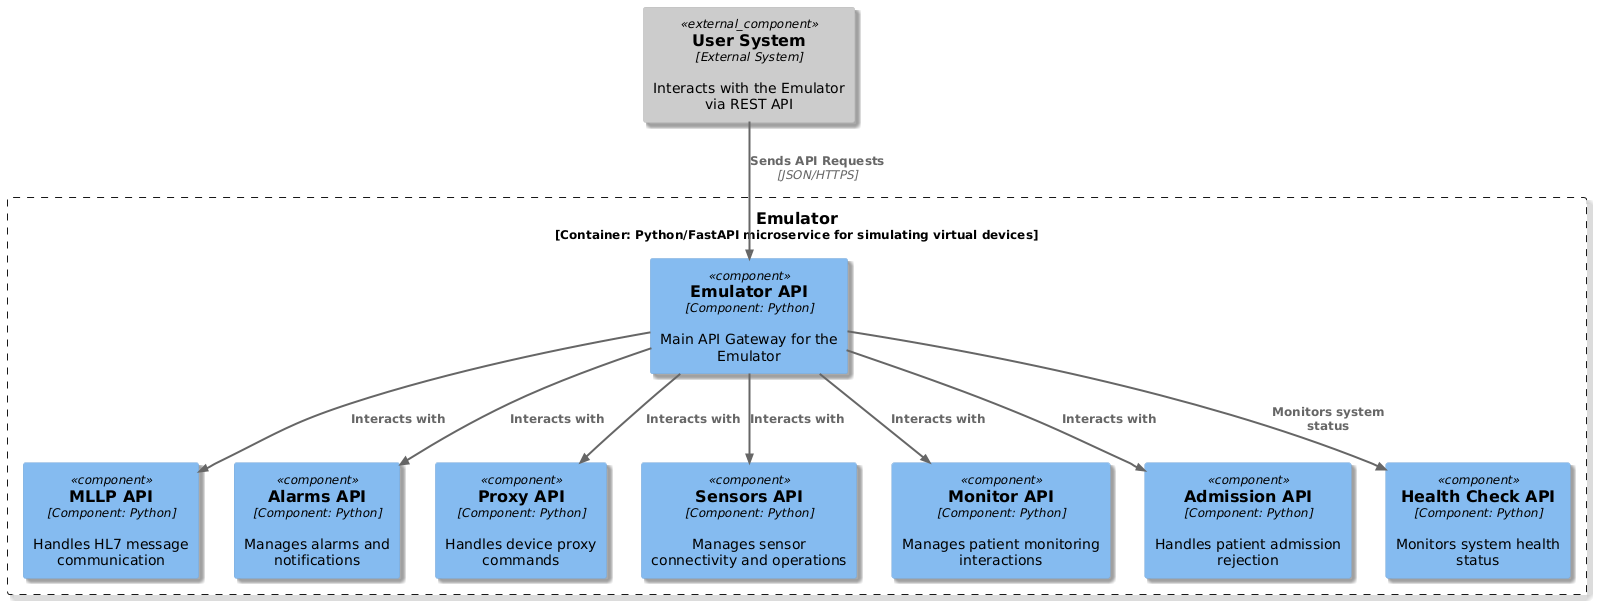 «external_component»
User System
[External System]
Interacts with the Emulator
via REST API
Sends API Requests
[JSON/HTTPS]
Emulator
[Container: Python/FastAPI microservice for simulating virtual devices]
«component»
Emulator API
[Component: Python]
Main API Gateway for the
Emulator
Interacts with
Interacts with
Interacts with
Interacts with
Interacts with
Interacts with
Monitors system
status
«component»
MLLP API
[Component: Python]
Handles HL7 message
communication
«component»
Alarms API
[Component: Python]
Manages alarms and
notifications
«component»
Proxy API
[Component: Python]
Handles device proxy
commands
«component»
Sensors API
[Component: Python]
Manages sensor
connectivity and operations
«component»
Monitor API
[Component: Python]
Manages patient monitoring
interactions
«component»
Admission API
[Component: Python]
Handles patient admission
rejection
«component»
Health Check API
[Component: Python]
Monitors system health
status